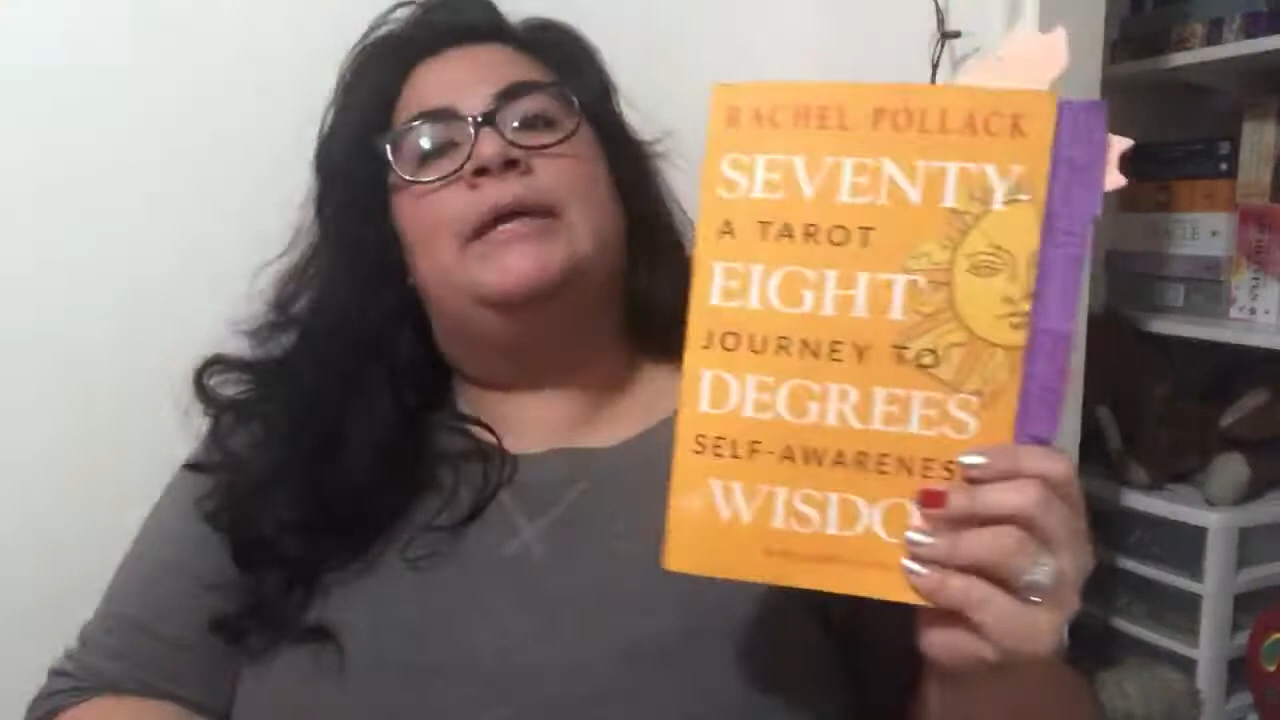 RACHEL POLLACK
SEVENTY-
A TAROT
EIGHT
JOURNEY TO
DEGREES
SELF-AWARENES
WISDO